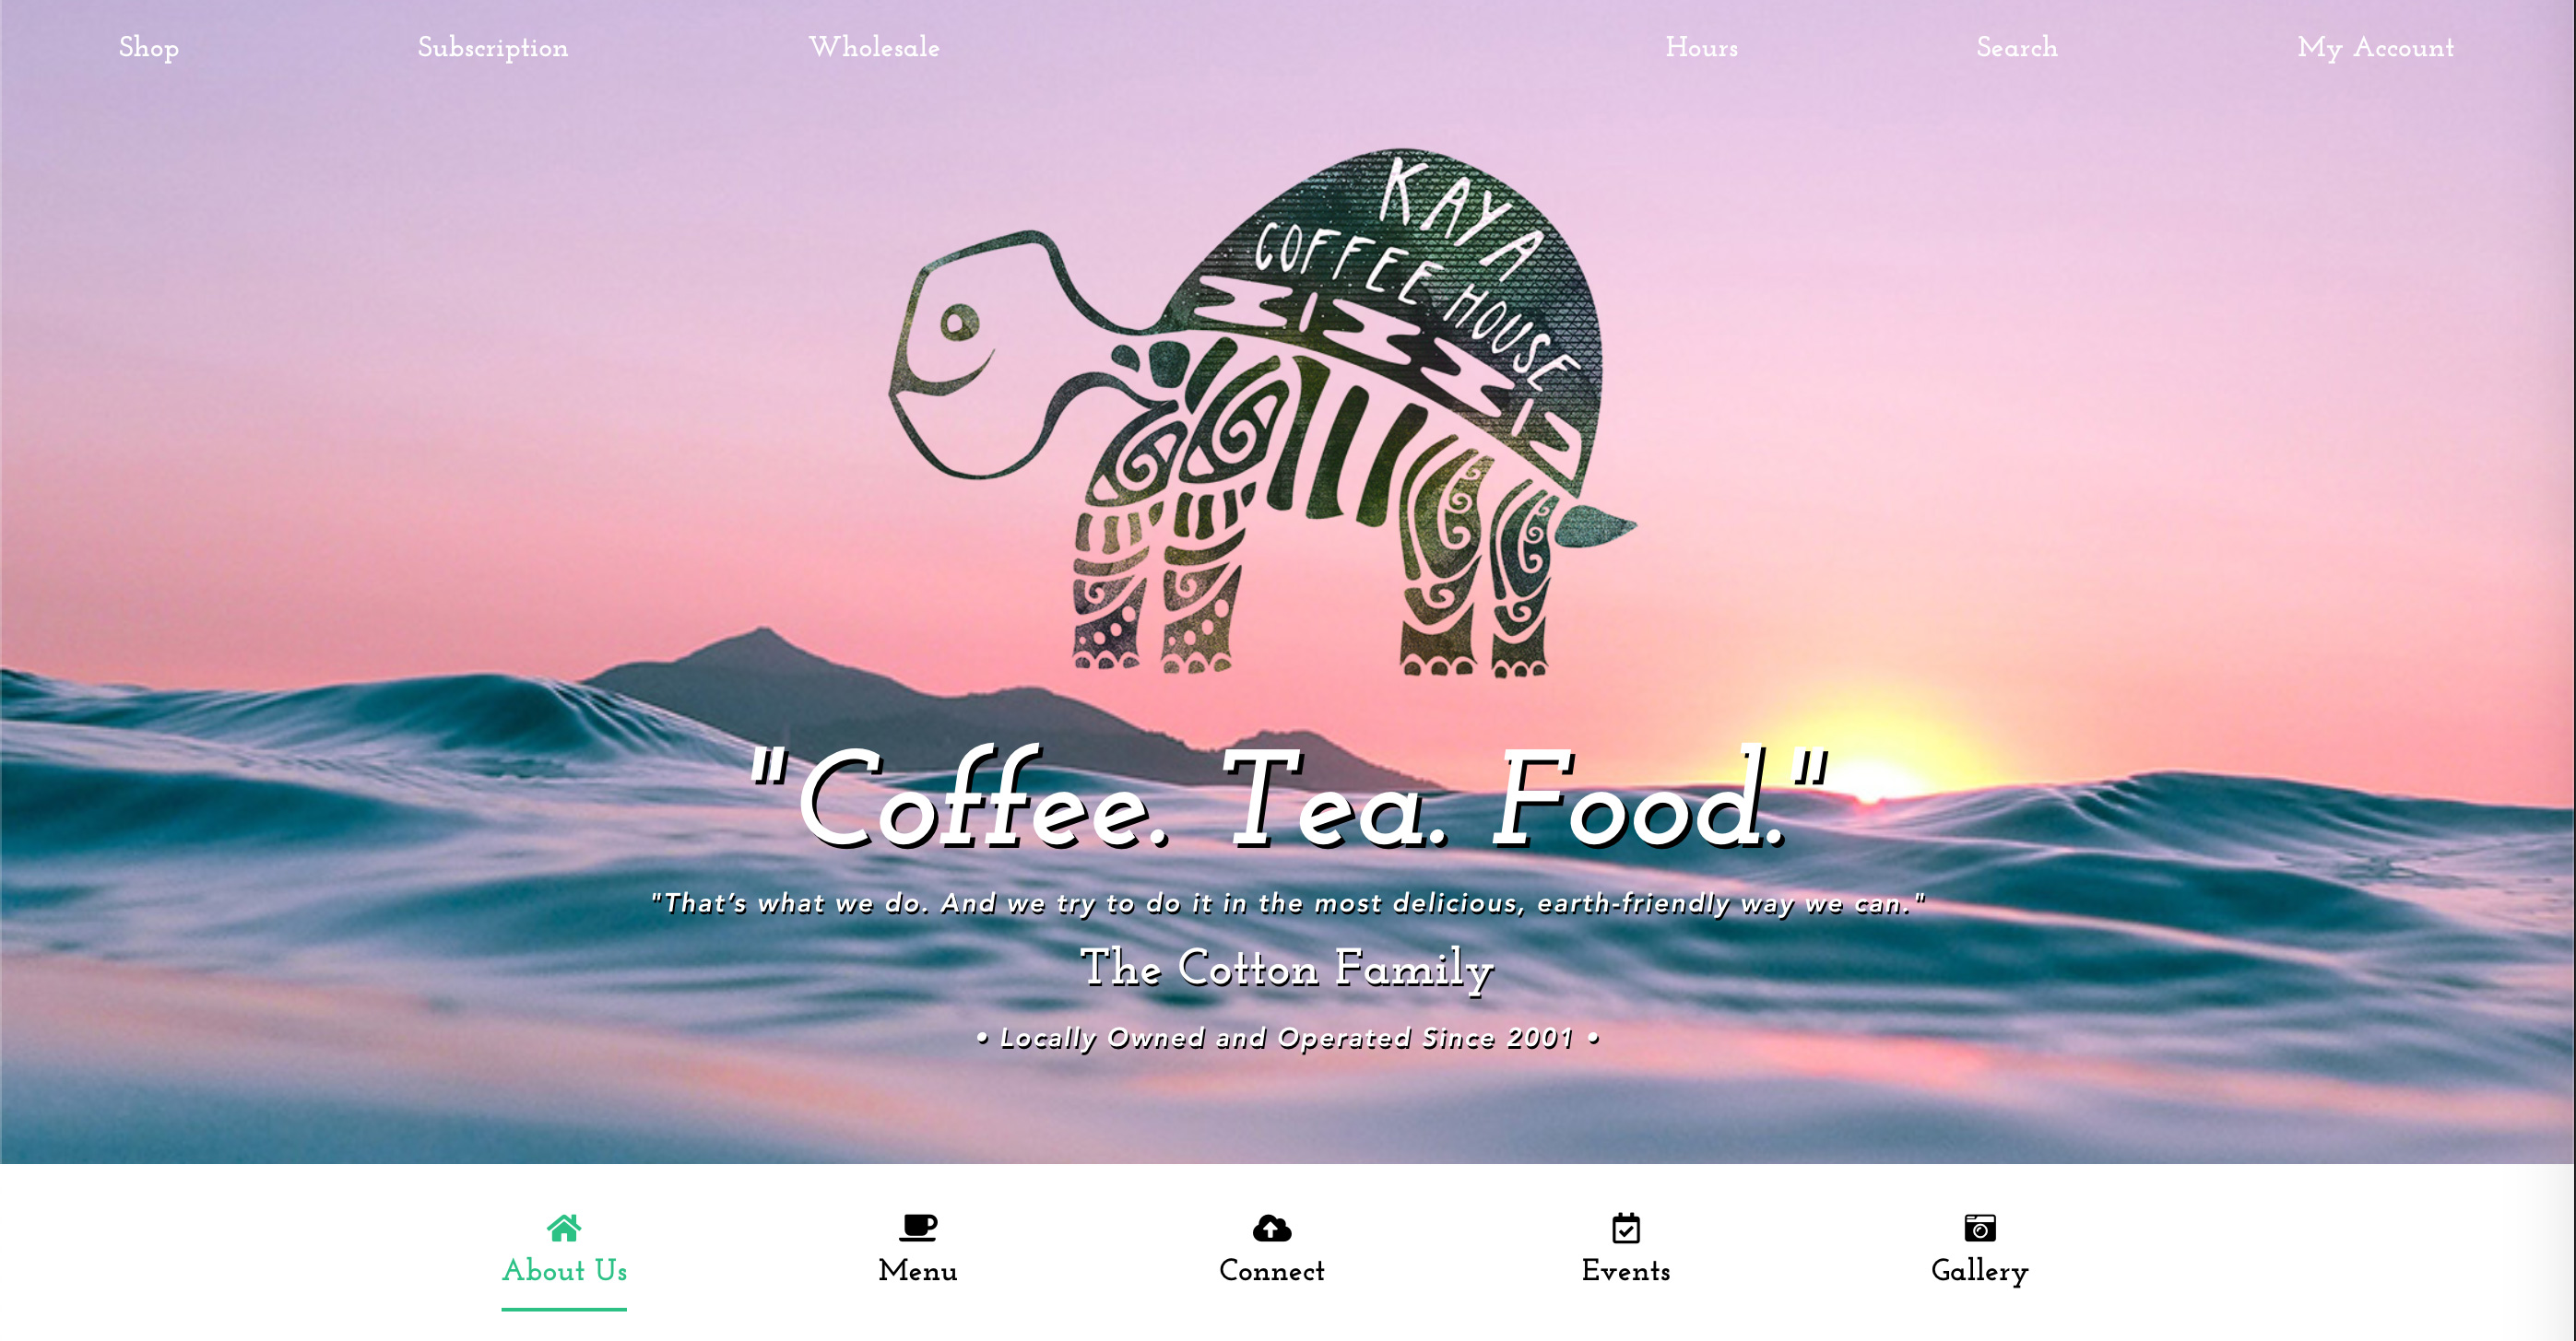 Shop Subscription Wholesale Hours Search My Account
KAYA
COFFEE HOUSE
"Coffee. Tea. Food."
"That's what we do. And we try to do it in the most delicious, earth-friendly way we can."
The Cotton Family
• Locally Owned and Operated Since 2001 •
About Us Menu Connect Events Gallery